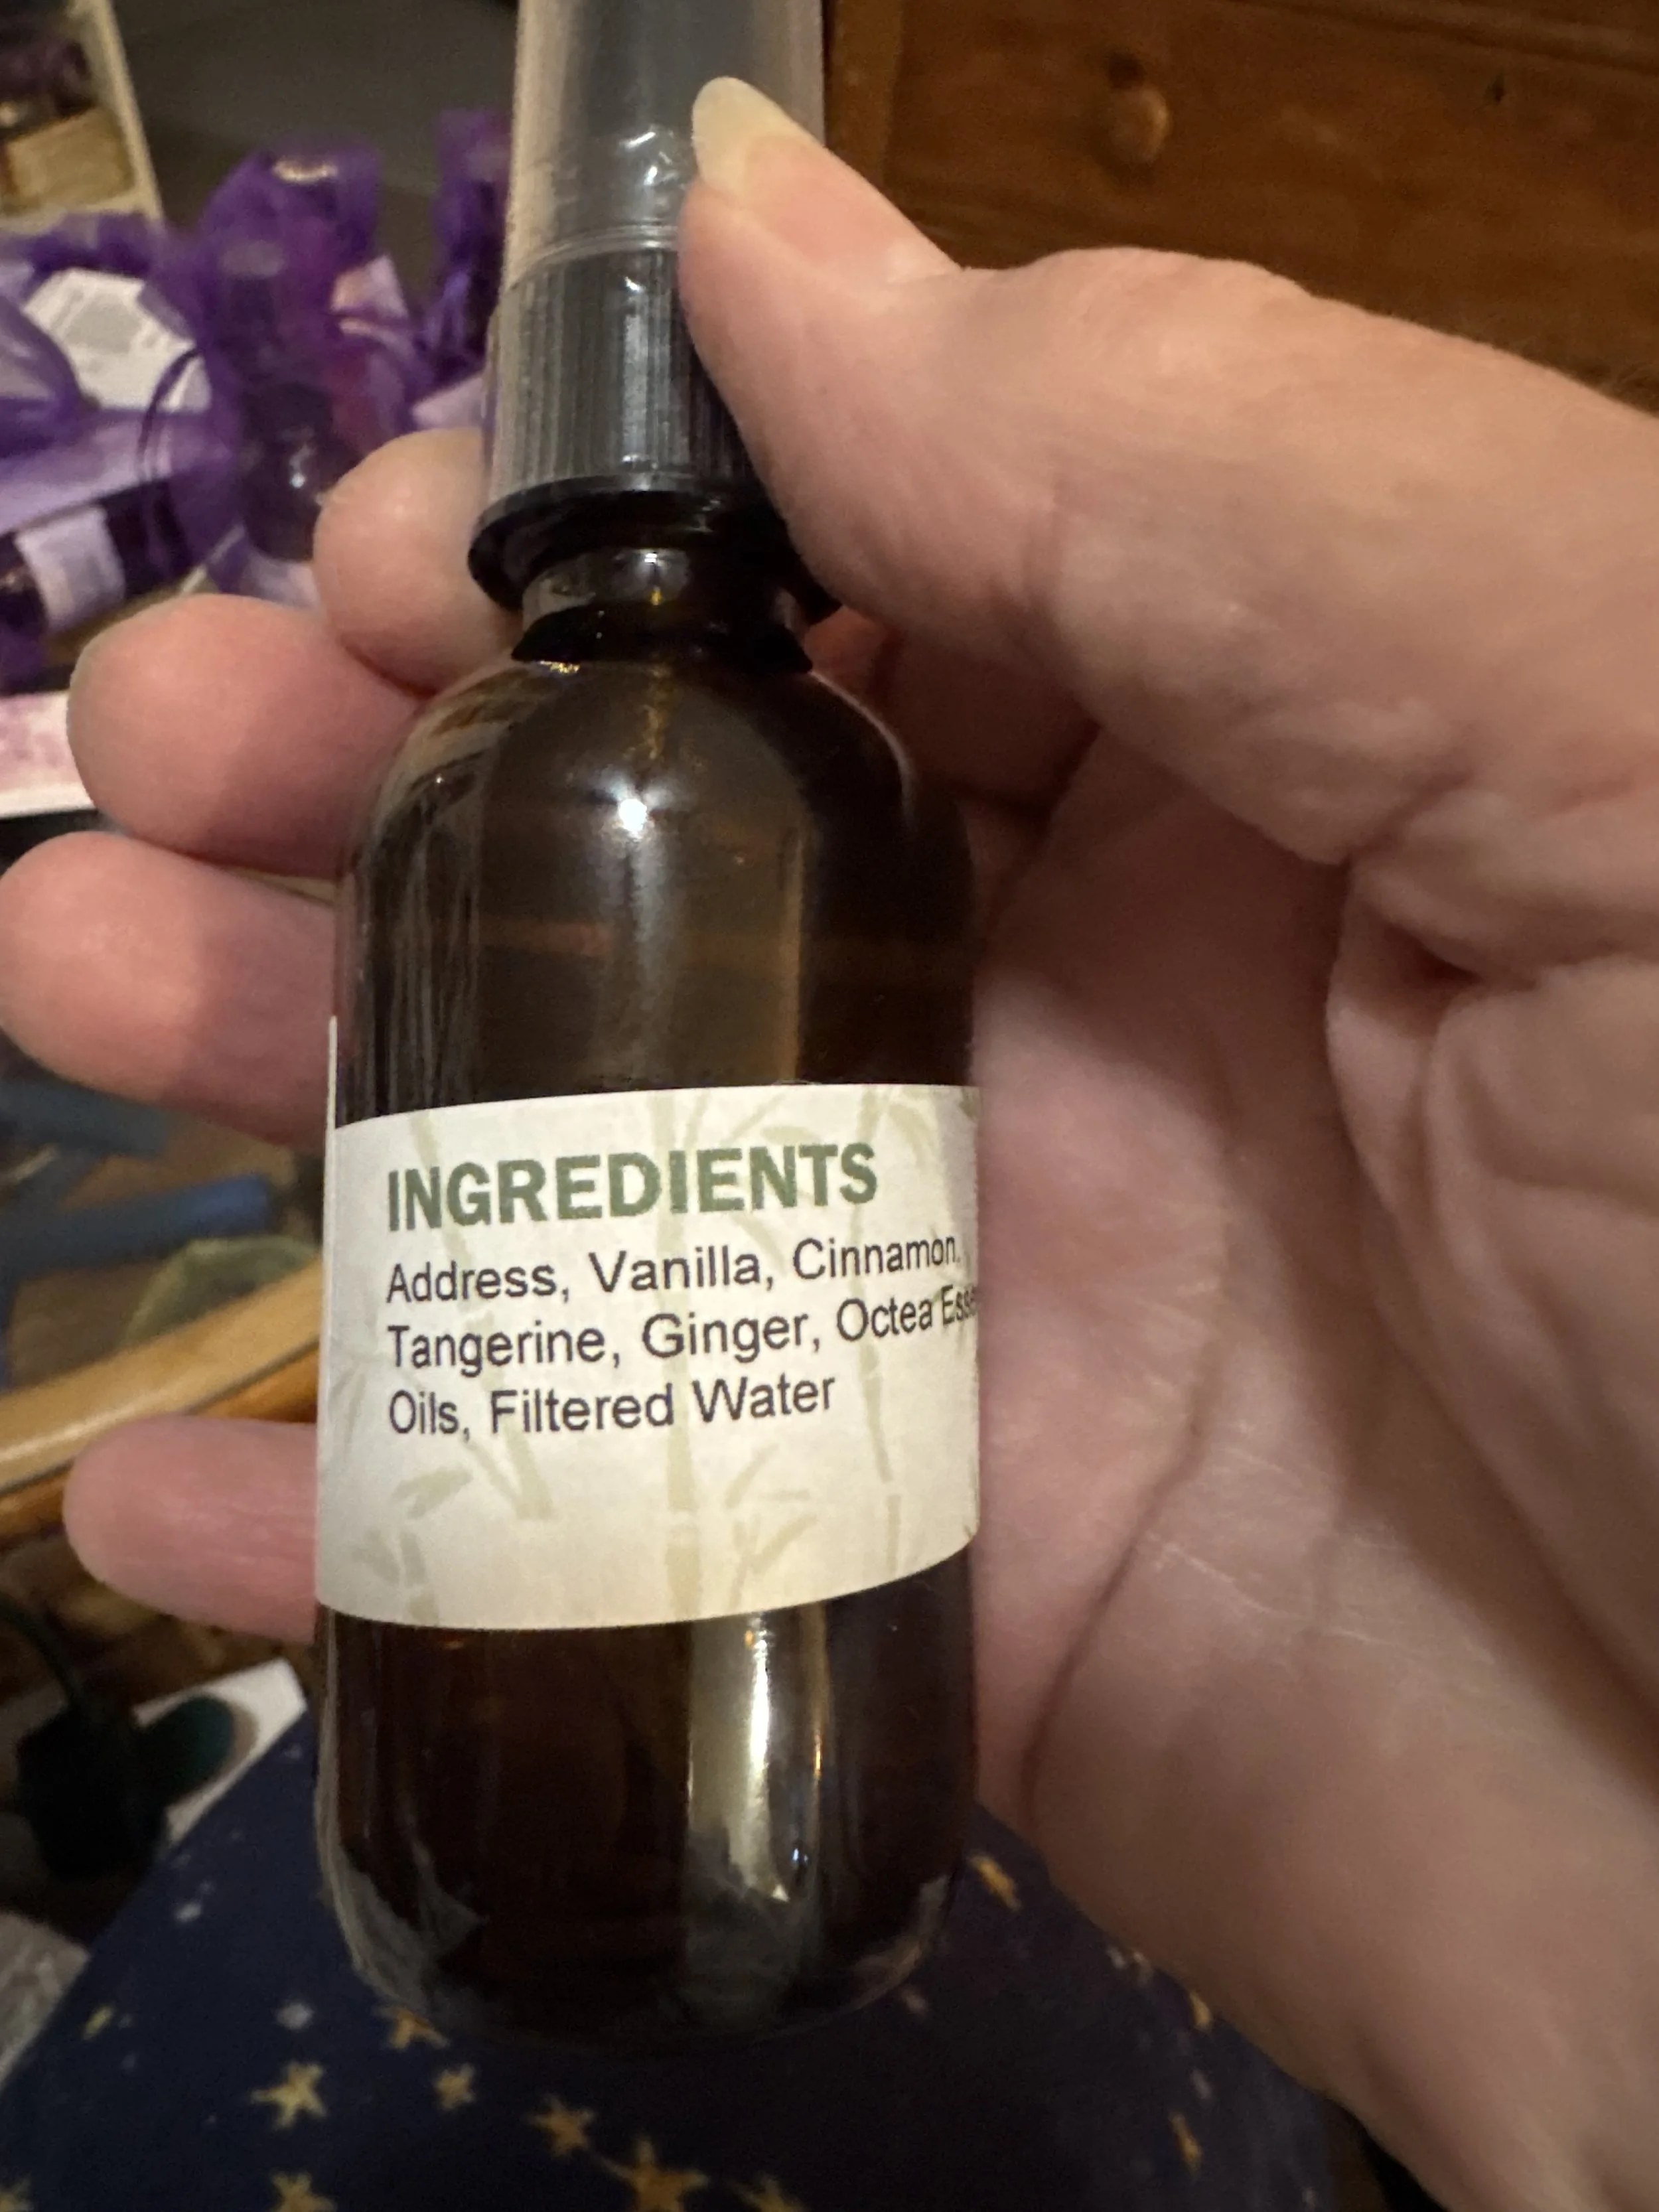 INGREDIENTS
Address, Vanilla, Cinnamon,
Tangerine, Ginger, Octea
Oils, Filtered Water